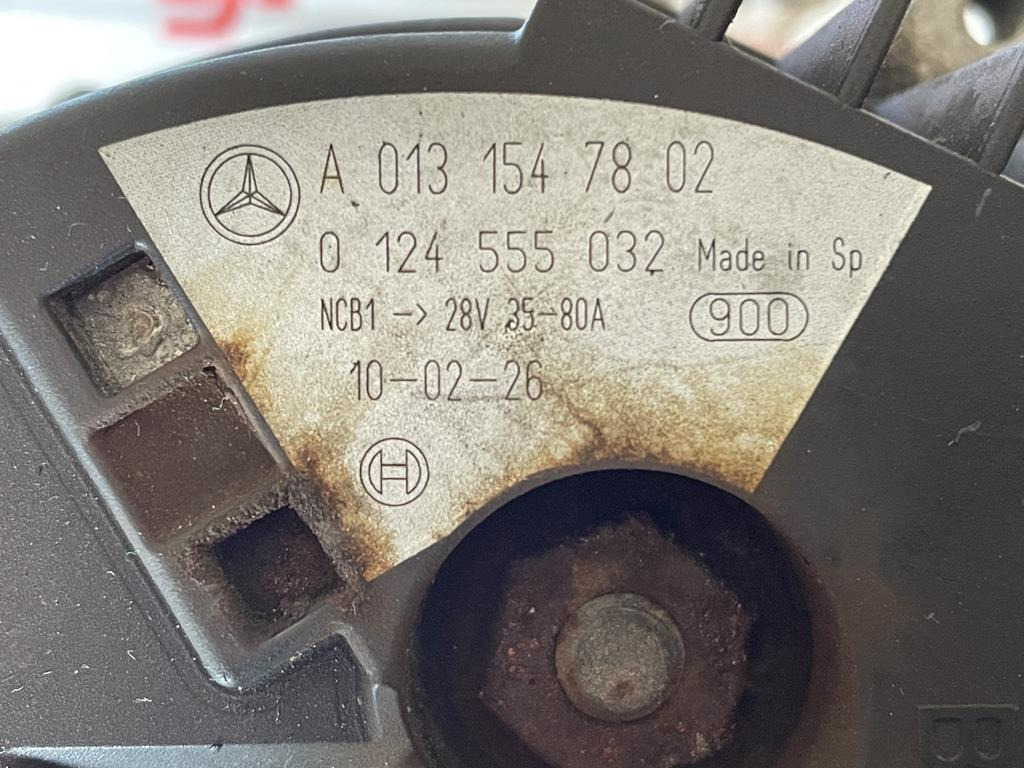 A 013 154 78 02
0 124 555 032 Made in Sp
NCB1 -> 28V 35-80A
900
10-02-26